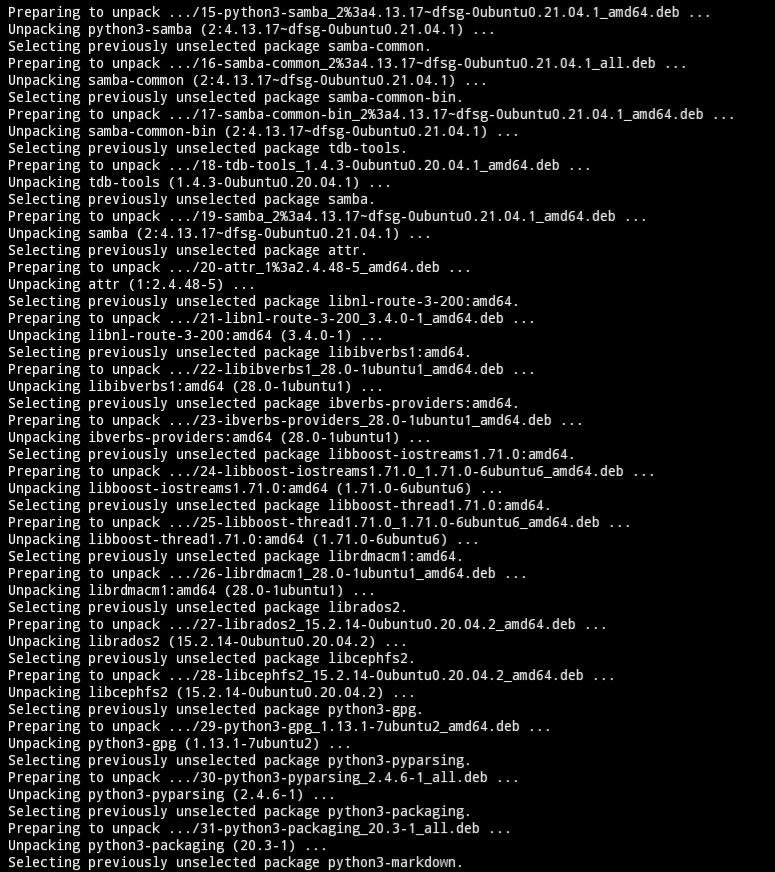 Preparing to unpack .../15-python3-samba_2%3a4.13.17~dfsg-0ubuntu0.21.04.1_amd64.deb ...
Unpacking python3-samba (2:4.13.17~dfsg-0ubuntu0.21.04.1) ...
Selecting previously unselected package samba-common.
Preparing to unpack .../16-samba-common_2%3a4.13.17~dfsg-0ubuntu0.21.04.1_all.deb ...
Unpacking samba-common (2:4.13.17~dfsg-0ubuntu0.21.04.1) ...
Selecting previously unselected package samba-common-bin.
Preparing to unpack .../17-samba-common-bin_2%3a4.13.17~dfsg-0ubuntu0.21.04.1_amd64.deb ...
Unpacking samba-common-bin (2:4.13.17~dfsg-0ubuntu0.21.04.1) ...
Selecting previously unselected package tdb-tools.
Preparing to unpack .../18-tdb-tools_1.4.3-0ubuntu0.20.04.1_amd64.deb ...
Unpacking tdb-tools (1.4.3-0ubuntu0.20.04.1) ...
Selecting previously unselected package samba.
Preparing to unpack .../19-samba_2%3a4.13.17~dfsg-0ubuntu0.21.04.1_amd64.deb ...
Unpacking samba (2:4.13.17~dfsg-0ubuntu0.21.04.1) ...
Selecting previously unselected package attr.
Preparing to unpack .../20-attr_1%3a2.4.48-5_amd64.deb ...
Unpacking attr (1:2.4.48-5) ...
Selecting previously unselected package libnl-route-3-200:amd64.
Preparing to unpack .../21-libnl-route-3-200_3.4.0-1_amd64.deb ...
Unpacking libnl-route-3-200:amd64 (3.4.0-1) ...
Selecting previously unselected package libibverbs1:amd64.
Preparing to unpack .../22-libibverbs1_28.0-1ubuntu1_amd64.deb ...
Unpacking libibverbs1:amd64 (28.0-1ubuntu1) ...
Selecting previously unselected package ibverbs-providers:amd64.
Preparing to unpack .../23-ibverbs-providers_28.0-1ubuntu1_amd64.deb ...
Unpacking ibverbs-providers:amd64 (28.0-1ubuntu1) ...
Selecting previously unselected package libboost-iostreams1.71.0:amd64.
Preparing to unpack .../24-libboost-iostreams1.71.0_1.71.0-6ubuntu6_amd64.deb ...
Unpacking libboost-iostreams1.71.0:amd64 (1.71.0-6ubuntu6) ...
Selecting previously unselected package libboost-thread1.71.0:amd64.
Preparing to unpack .../25-libboost-thread1.71.0_1.71.0-6ubuntu6_amd64.deb ...
Unpacking libboost-thread1.71.0:amd64 (1.71.0-6ubuntu6) ...
Selecting previously unselected package librdmacm1:amd64.
Preparing to unpack .../26-librdmacm1_28.0-1ubuntu1_amd64.deb ...
Unpacking librdmacm1:amd64 (28.0-1ubuntu1) ...
Selecting previously unselected package librados2.
Preparing to unpack .../27-librados2_15.2.14-0ubuntu0.20.04.2_amd64.deb ...
Unpacking librados2 (15.2.14-0ubuntu0.20.04.2) ...
Selecting previously unselected package libcephfs2.
Preparing to unpack .../28-libcephfs2_15.2.14-0ubuntu0.20.04.2_amd64.deb ...
Unpacking libcephfs2 (15.2.14-0ubuntu0.20.04.2) ...
Selecting previously unselected package python3-gpg.
Preparing to unpack .../29-python3-gpg_1.13.1-7ubuntu2_amd64.deb ...
Unpacking python3-gpg (1.13.1-7ubuntu2) ...
Selecting previously unselected package python3-pyparsing.
Preparing to unpack .../30-python3-pyparsing_2.4.6-1_all.deb ...
Unpacking python3-pyparsing (2.4.6-1) ...
Selecting previously unselected package python3-packaging.
Preparing to unpack .../31-python3-packaging_20.3-1_all.deb ...
Unpacking python3-packaging (20.3-1) ...
Selecting previously unselected package python3-markdown.